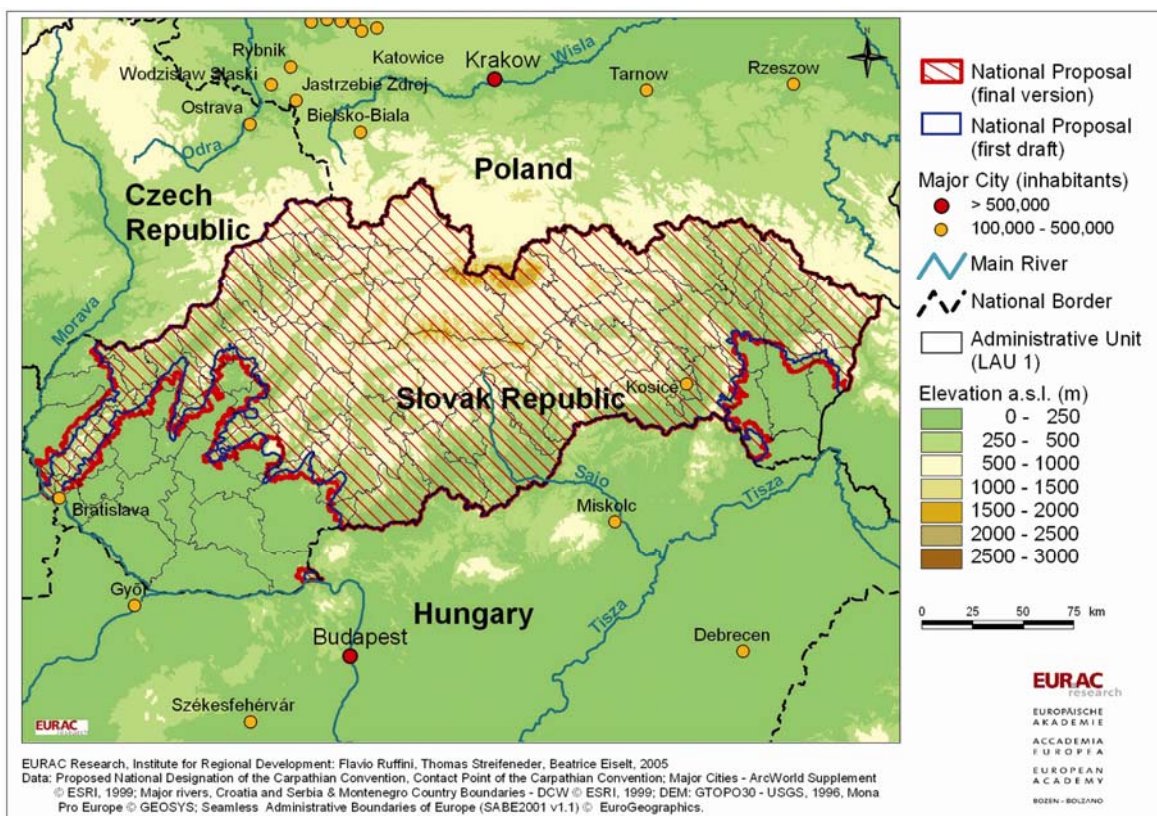 Rybnik
Katowice
Krakow
Wisla
Tarnow
Rzeszow
Wodzislaw Slaski
Jastrzebie Zdroj
Ostrava
Bielsko-Biala
Odra
Poland
Czech
Republic
Morava
Slovak Republic
Kosice
Bratislava
Sajo
Miskolc
Tisza
Györ
Hungary
Tisza
Budapest
Debrecen
Székesfehérvár
EURAC
research
N
National Proposal
(final version)
National Proposal
(first draft)
Major City (inhabitants)
> 500,000
100,000 - 500,000
Main River
National Border
Administrative Unit
(LAU 1)
Elevation a.s.l. (m)
0 - 250
250 - 500
500 - 1000
1000 - 1500
1500 - 2000
2000 - 2500
2500 - 3000
0 25 50 75 km
EURAC
research
EUROPÄISCHE
AKADEMIE
ACCADEMIA
EUROPEA
EUROPEAN
ACADEMY
BOZEN - BOLZANO
EURAC Research, Institute for Regional Development: Flavio Ruffini, Thomas Streifeneder, Beatrice Eiselt, 2005
Data: Proposed National Designation of the Carpathian Convention, Contact Point of the Carpathian Convention; Major Cities - ArcWorld Supplement
© ESRI, 1999; Major rivers, Croatia and Serbia & Montenegro Country Boundaries - DCW © ESRI, 1999; DEM: GTOPO30 - USGS, 1996, Mona
Pro Europe © GEOSYS; Seamless Administrative Boundaries of Europe (SABE2001 v1.1) © EuroGeographics.